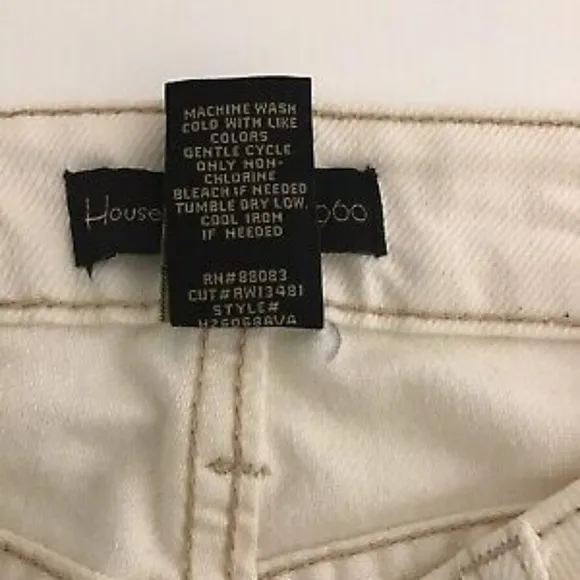 MACHINE WASH
COLD WITH LIKE
COLORS
GENTLE CYCLE
ONLY NON-
CHLORINE
BLEACH IF NEEDED
TUMBLE DRY LOW.
COOL IRON
IF NEEDED
House 960
RN#88083
CUT#RW13481
STYLE#